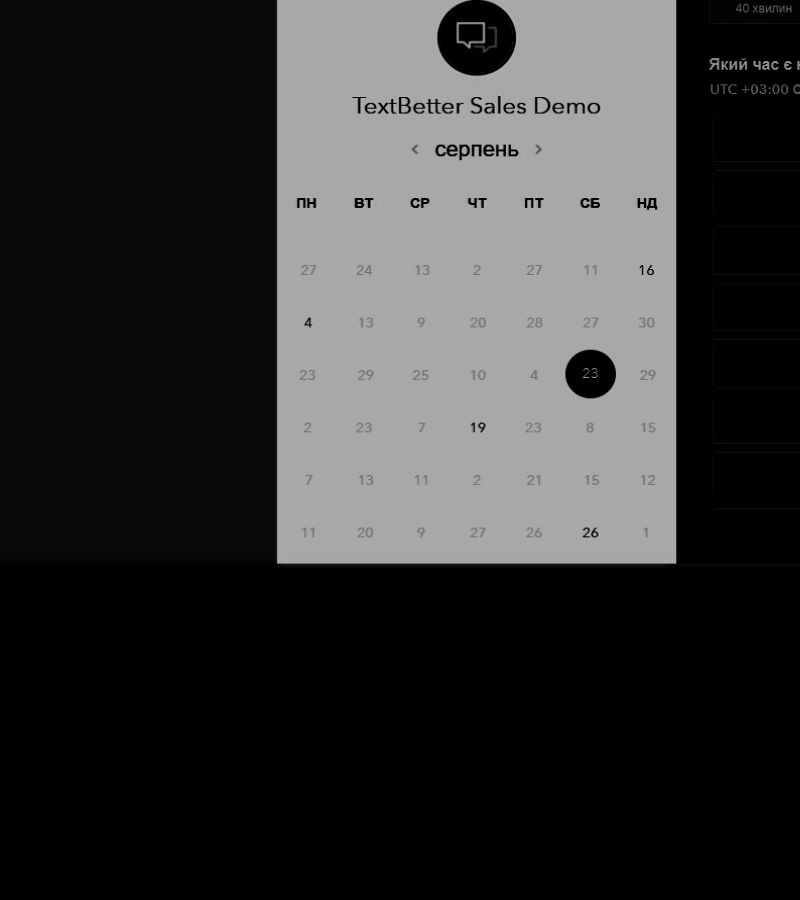 40 хвилин
TextBetter Sales Demo
Який час є
UTC +03:00
< серпень >
ПН ВТ СР ЧТ ПТ СБ НД
27 24 13 2 27 11 16
4 13 9 20 28 27 30
23 29 25 10 4 23 29
2 23 7 19 23 8 15
7 13 11 2 21 15 12
11 20 9 27 26 26 1